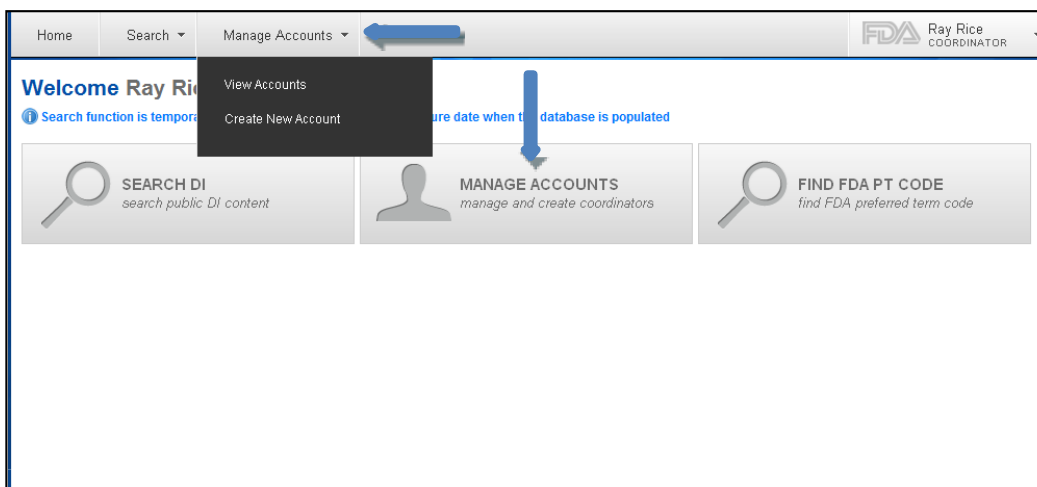 Home Search Manage Accounts FDA Ray Rice
COORDINATOR
View Accounts
Create New Account
Welcome Ray
Search function is ure date when database is populated
SEARCH DI MANAGE ACCOUNTS FIND FDA PT CODE
search public DI content manage and create coordinators find FDA preferred term code